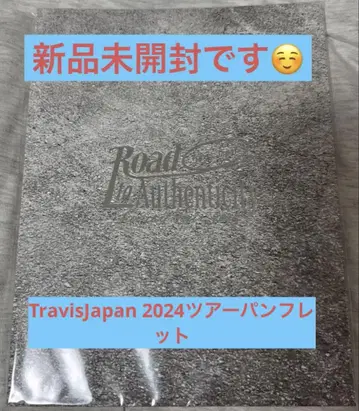 新品未開封です☺️
Road
to Authenticity
TravisJapan 2024ツアーパンフレ
ット